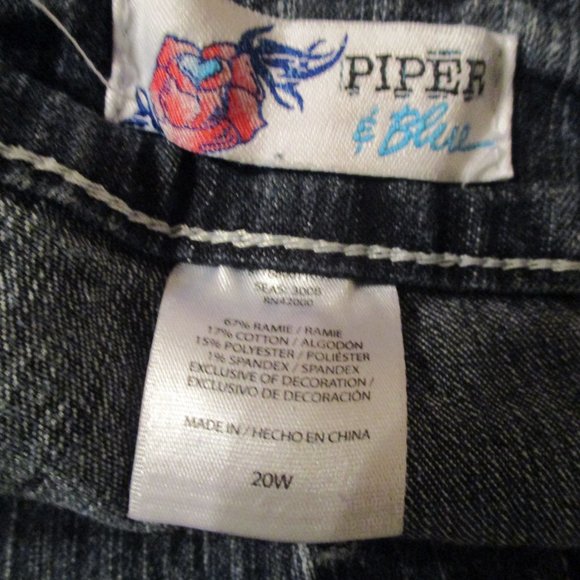 PIPER
& Blue
SEAS: 300B
RN42000
67% RAMIE / RAMIE
17% COTTON / ALGODÓN
15% POLYESTER / POLIÉSTER
1% SPANDEX / SPANDEX
EXCLUSIVE OF DECORATION /
EXCLUSIVO DE DECORACIÓN
MADE IN / HECHO EN CHINA
20W